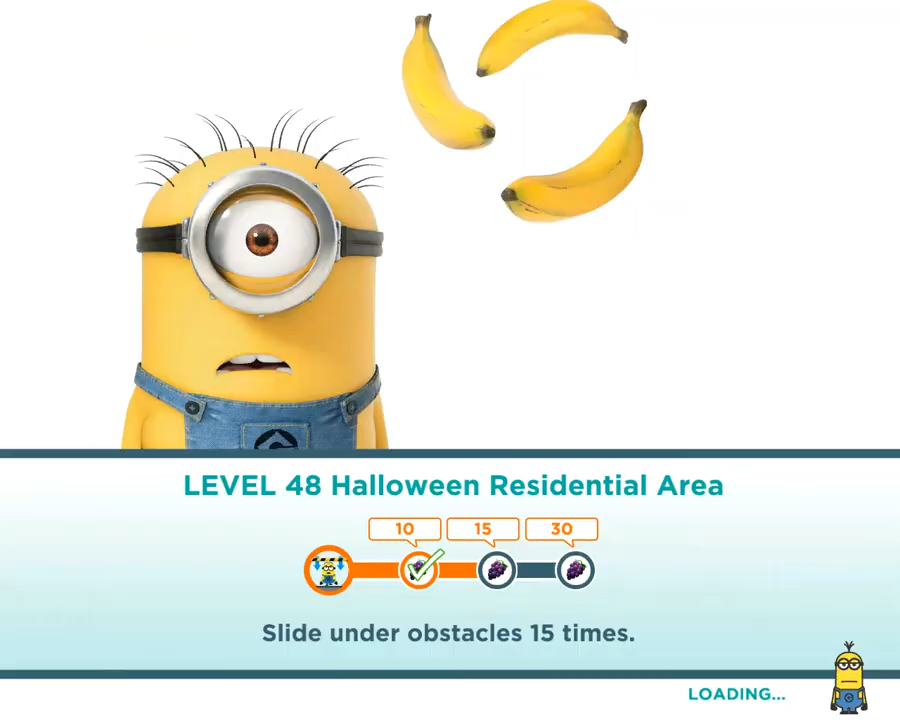 LEVEL 48 Halloween Residential Area
10 15 30
Slide under obstacles 15 times.
LOADING...